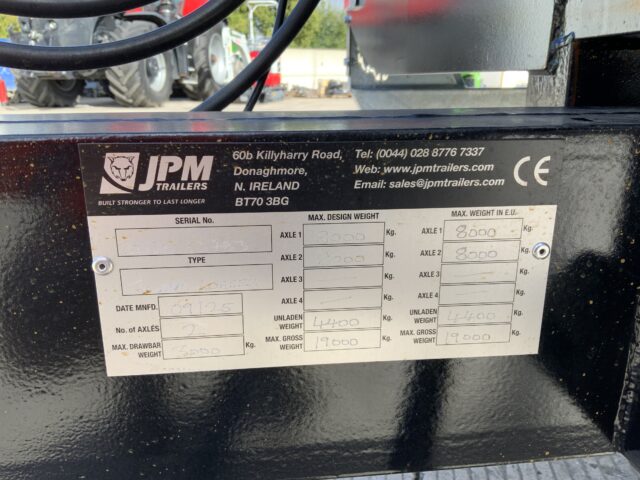 JPM
TRAILERS
BUILT STRONGER TO LAST LONGER
60b Killyharry Road,
Donaghmore,
N. IRELAND
BT70 3BG
Tel: (0044) 028 8776 7337
Web: www.jpmtrailers.com
Email: sales@jpmtrailers.com
CE
SERIAL No.
TYPE
DATE MNFD. 09/25
No. of AXLES 2
MAX. DRAWBAR WEIGHT 3000 Kg.
MAX. DESIGN WEIGHT
AXLE 1 Kg.
AXLE 2 Kg.
AXLE 3 Kg.
AXLE 4 Kg.
UNLADEN WEIGHT 4400 Kg.
MAX. GROSS WEIGHT 19000 Kg.
MAX. WEIGHT IN E.U.
AXLE 1 8000 Kg.
AXLE 2 8000 Kg.
AXLE 3 Kg.
AXLE 4 Kg.
UNLADEN WEIGHT 4400 Kg.
MAX. GROSS WEIGHT 19000 Kg.